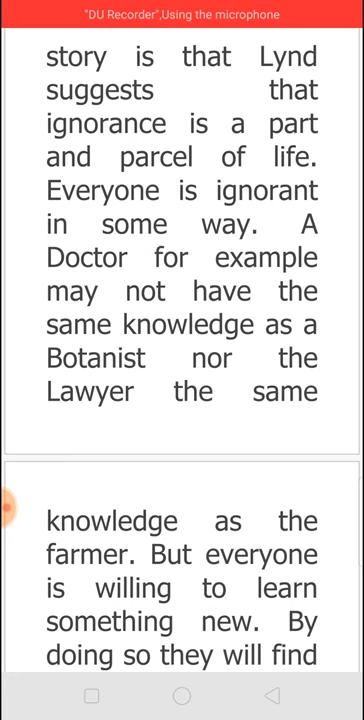 "DU Recorder",Using the microphone
story is that Lynd
suggests that
ignorance is a part
and parcel of life.
Everyone is ignorant
in some way. A
Doctor for example
may not have the
same knowledge as a
Botanist nor the
Lawyer the same
knowledge as the
farmer. But everyone
is willing to learn
something new. By
doing so they will find